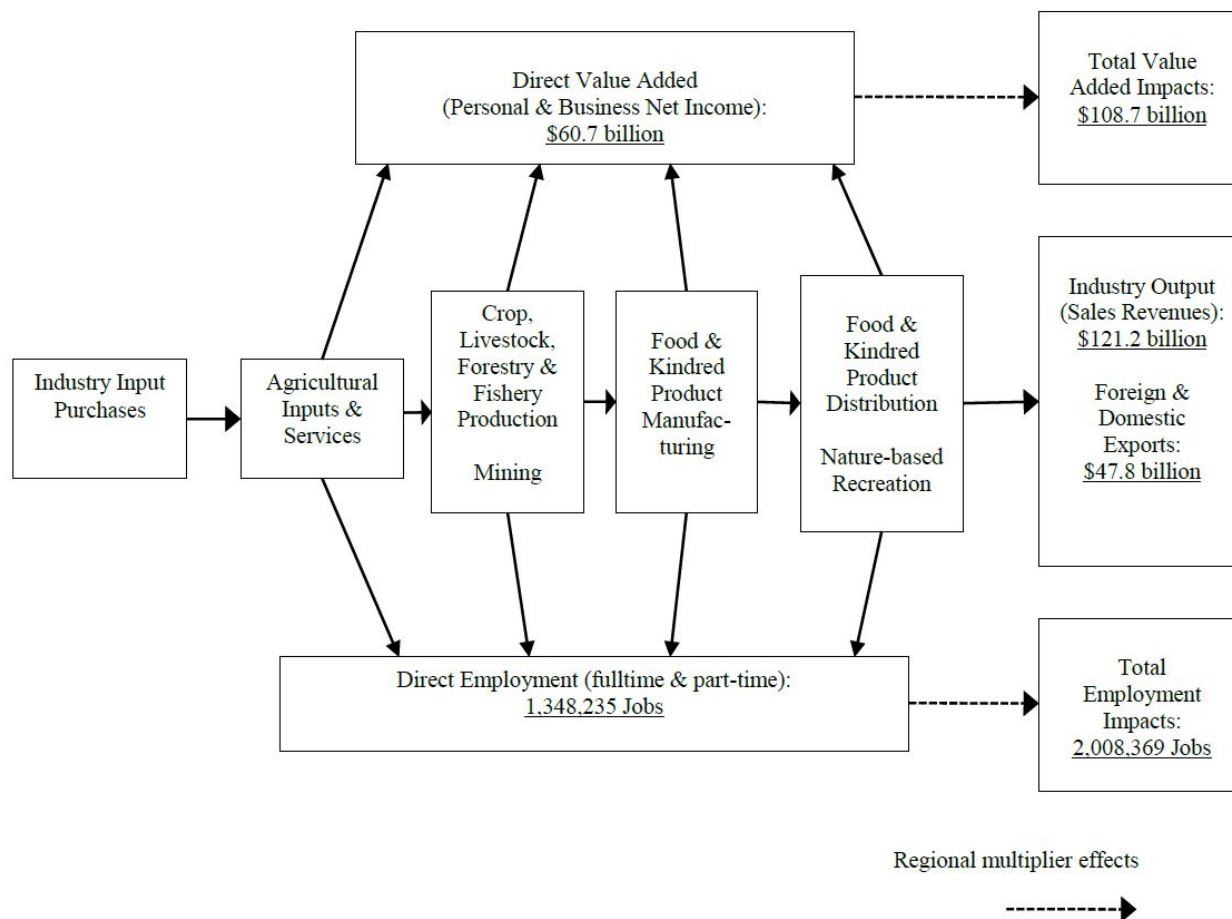 Direct Value Added
(Personal & Business Net Income):
$60.7 billion
Total Value
Added Impacts:
$108.7 billion
Industry Input
Purchases
Agricultural
Inputs &
Services
Crop,
Livestock,
Forestry &
Fishery
Production
Mining
Food &
Kindred
Product
Manufac-
turing
Food &
Kindred
Product
Distribution
Nature-based
Recreation
Industry Output
(Sales Revenues):
$121.2 billion
Foreign &
Domestic
Exports:
$47.8 billion
Direct Employment (fulltime & part-time):
1,348,235 Jobs
Total
Employment
Impacts:
2,008,369 Jobs
Regional multiplier effects